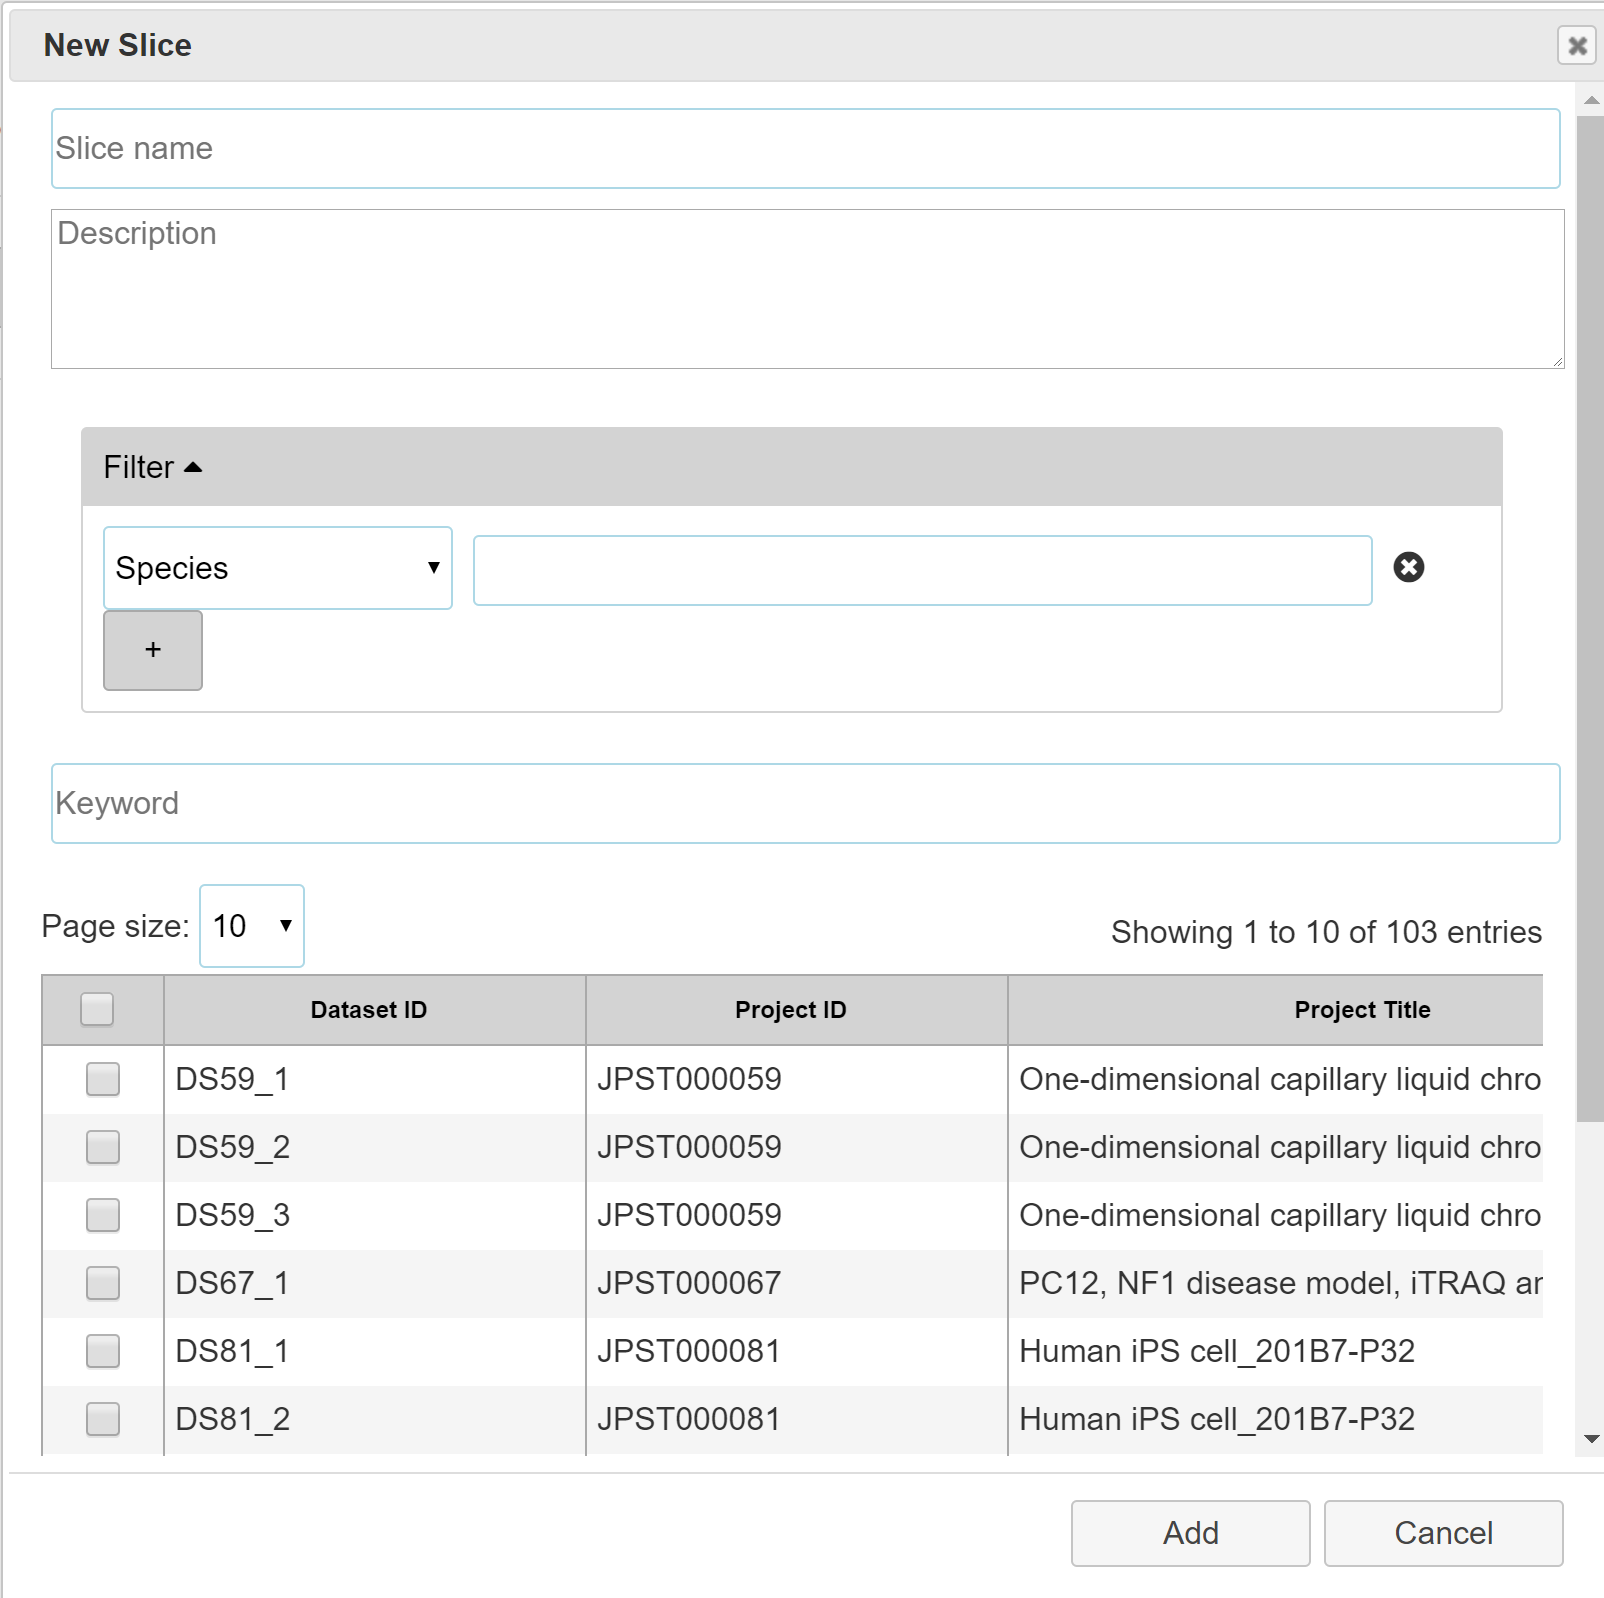 New Slice
Slice name
Description
Filter
Species
+
Keyword
Page size: 10
Showing 1 to 10 of 103 entries
Dataset ID Project ID Project Title
DS59_1 JPST000059 One-dimensional capillary liquid chro
DS59_2 JPST000059 One-dimensional capillary liquid chro
DS59_3 JPST000059 One-dimensional capillary liquid chro
DS67_1 JPST000067 PC12, NF1 disease model, iTRAQ ar
DS81_1 JPST000081 Human iPS cell_201B7-P32
DS81_2 JPST000081 Human iPS cell_201B7-P32
Add Cancel